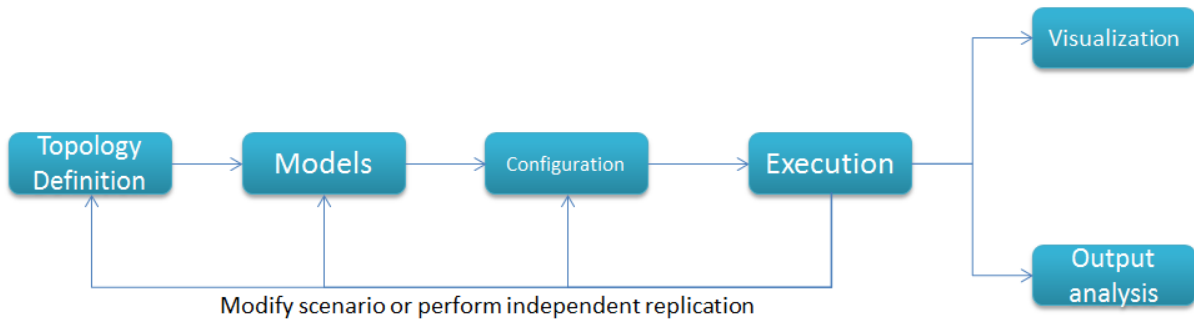 Visualization
Topology
Definition
Models
Configuration
Execution
Output
analysis
Modify scenario or perform independent replication